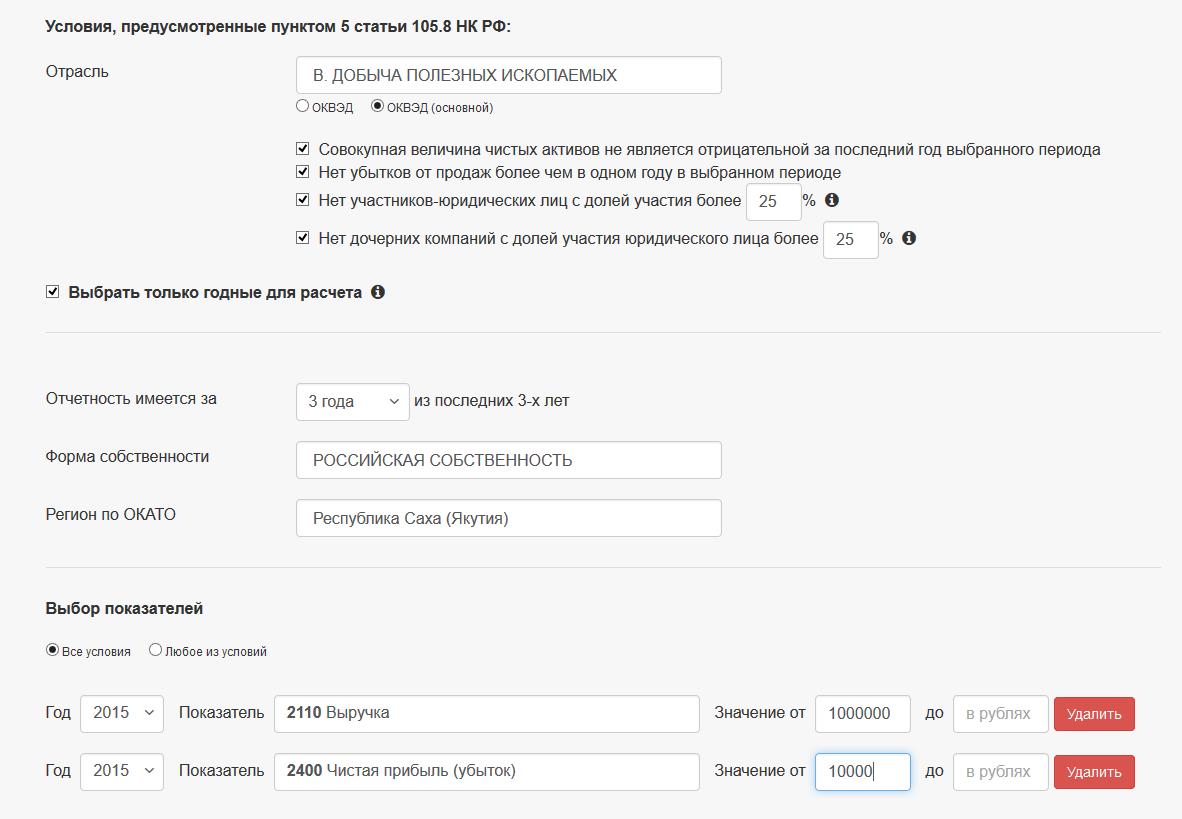 Условия, предусмотренные пунктом 5 статьи 105.8 НК РФ:
Отрасль
B. ДОБЫЧА ПОЛЕЗНЫХ ИСКОПАЕМЫХ
ОКВЭД ОКВЭД (основной)
Совокупная величина чистых активов не является отрицательной за последний год выбранного периода
Нет убытков от продаж более чем в одном году в выбранном периоде
Нет участников-юридических лиц с долей участия более 25 %
Нет дочерних компаний с долей участия юридического лица более 25 %
Выбрать только годные для расчета
Отчетность имеется за 3 года из последних 3-х лет
Форма собственности РОССИЙСКАЯ СОБСТВЕННОСТЬ
Регион по ОКАТО Республика Саха (Якутия)
Выбор показателей
Все условия Любое из условий
Год 2015 Показатель 2110 Выручка Значение от 1000000 до в рублях Удалить
Год 2015 Показатель 2400 Чистая прибыль (убыток) Значение от 10000 до в рублях Удалить